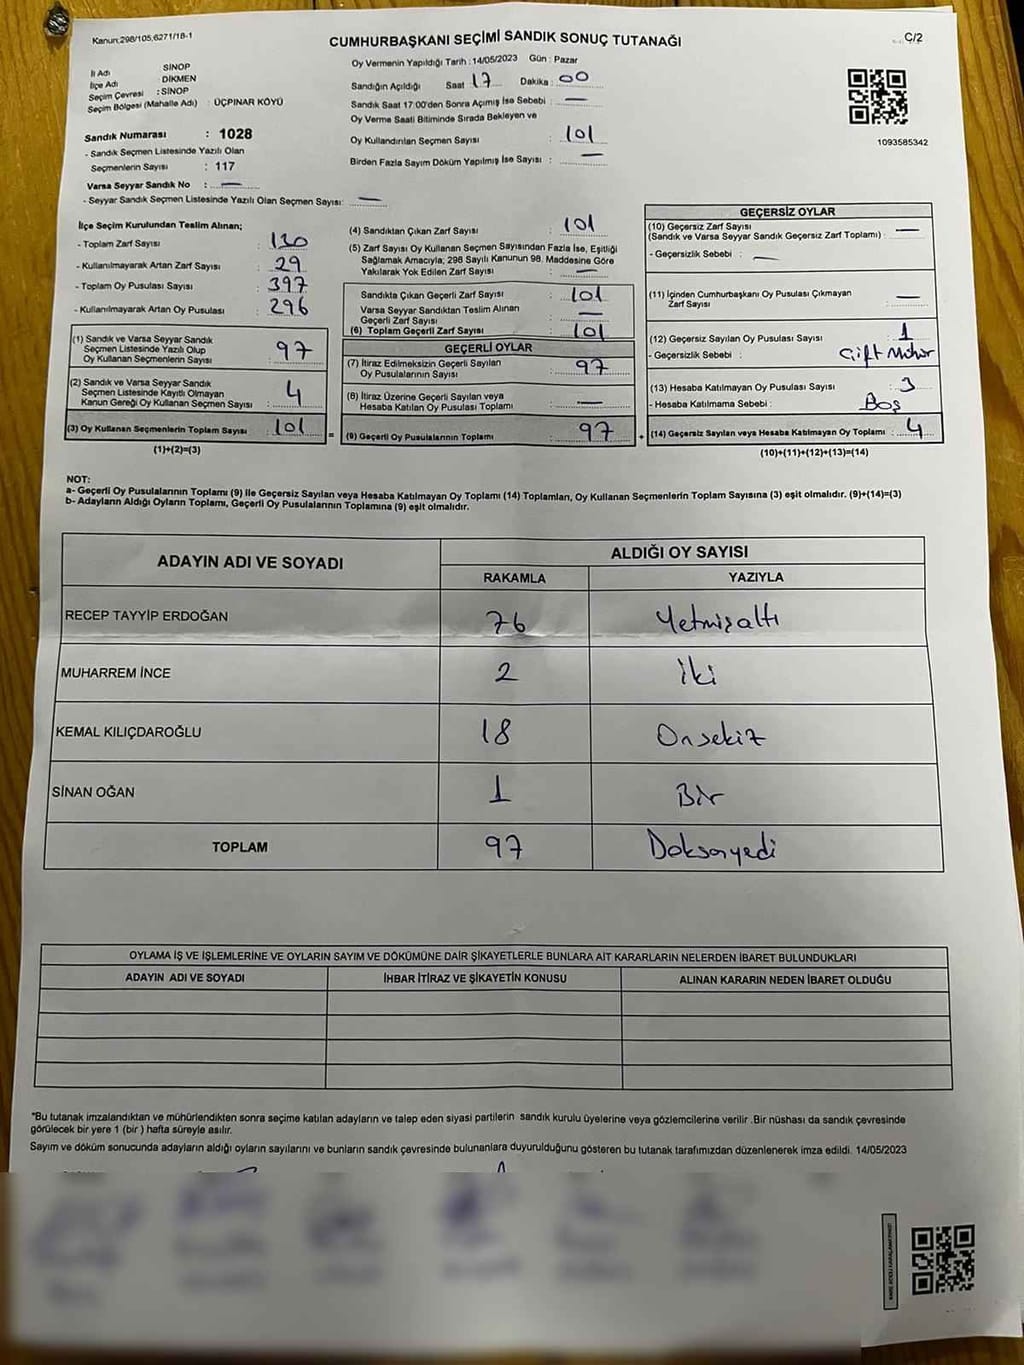 Kanun:298/105,6271/18-1
CUMHURBAŞKANI SEÇİMİ SANDIK SONUÇ TUTANAĞI
C/2
İl Adı SİNOP
İlçe Adı : DİKMEN
Seçim Çevresi : SİNOP
Seçim Bölgesi (Mahalle Adı) : ÜÇPINAR KÖYÜ
Sandık Numarası : 1028
- Sandık Seçmen Listesinde Yazılı Olan
Seçmenlerin Sayısı : 117
Varsa Seyyar Sandık No : —
- Seyyar Sandık Seçmen Listesinde Yazılı Olan Seçmen Sayısı: —
Oy Vermenin Yapıldığı Tarih : 14/05/2023 Gün : Pazar
Sandığın Açıldığı Saat 17 Dakika : 00
Sandık Saat 17:00'den Sonra Açımış İse Sebebi : —
Oy Verme Saati Bitiminde Sırada Bekleyen ve
Oy Kullandırılan Seçmen Sayısı : 101
Birden Fazla Sayım Döküm Yapılmış İse Sayısı : —
1093585342
İlçe Seçim Kurulundan Teslim Alınan;
- Toplam Zarf Sayısı : 130
- Kullanılmayarak Artan Zarf Sayısı : 29
- Toplam Oy Pusulası Sayısı : 397
- Kullanılmayarak Artan Oy Pusulası : 296
(1) Sandık ve Varsa Seyyar Sandık
Seçmen Listesinde Yazılı Olup
Oy Kullanan Seçmenlerin Sayısı : 97
(2) Sandık ve Varsa Seyyar Sandık
Seçmen Listesinde Kayıtlı Olmayan
Kanun Gereği Oy Kullanan Seçmen Sayısı : 4
(3) Oy Kullanan Seçmenlerin Toplam Sayısı : 101
(1)+(2)=(3)
(4) Sandıktan Çıkan Zarf Sayısı : 101
(5) Zarf Sayısı Oy Kullanan Seçmen Sayısından Fazla İse, Eşitliği
Sağlamak Amacıyla; 298 Sayılı Kanunun 98. Maddesine Göre
Yakılarak Yok Edilen Zarf Sayısı : —
Sandıkta Çıkan Geçerli Zarf Sayısı : 101
Varsa Seyyar Sandıktan Teslim Alınan
Geçerli Zarf Sayısı : —
(6) Toplam Geçerli Zarf Sayısı : 101
GEÇERLİ OYLAR
(7) İtiraz Edilmeksizin Geçerli Sayılan
Oy Pusulalarının Sayısı : 97
(8) İtiraz Üzerine Geçerli Sayılan veya
Hesaba Katılan Oy Pusulası Toplamı : —
= (9) Geçerli Oy Pusulalarının Toplamı : 97
GEÇERSİZ OYLAR
(10) Geçersiz Zarf Sayısı
(Sandık ve Varsa Seyyar Sandık Geçersiz Zarf Toplamı) : —
- Geçersizlik Sebebi : —
(11) İçinden Cumhurbaşkanı Oy Pusulası Çıkmayan
Zarf Sayısı : —
(12) Geçersiz Sayılan Oy Pusulası Sayısı : 1
- Geçersizlik Sebebi : Çift Mühür
(13) Hesaba Katılmayan Oy Pusulası Sayısı : 3
- Hesaba Katılmama Sebebi : Boş
+ (14) Geçersiz Sayılan veya Hesaba Katılmayan Oy Toplamı : 4
(10)+(11)+(12)+(13)=(14)
NOT:
a- Geçerli Oy Pusulalarının Toplamı (9) ile Geçersiz Sayılan veya Hesaba Katılmayan Oy Toplamı (14) Toplamları, Oy Kullanan Seçmenlerin Toplam Sayısına (3) eşit olmalıdır. (9)+(14)=(3)
b- Adayların Aldığı Oyların Toplamı, Geçerli Oy Pusulalarının Toplamına (9) eşit olmalıdır.
ADAYIN ADI VE SOYADI
ALDIĞI OY SAYISI
RAKAMLA YAZIYLA
RECEP TAYYİP ERDOĞAN 76 Yetmişaltı
MUHARREM İNCE 2 İki
KEMAL KILIÇDAROĞLU 18 Onsekiz
SİNAN OĞAN 1 Bir
TOPLAM 97 Doksanyedi
OYLAMA İŞ VE İŞLEMLERİNE VE OYLARIN SAYIM VE DÖKÜMÜNE DAİR ŞİKAYETLERLE BUNLARA AİT KARARLARIN NELERDEN İBARET BULUNDUKLARI
ADAYIN ADI VE SOYADI İHBAR İTİRAZ VE ŞİKAYETİN KONUSU ALINAN KARARIN NEDEN İBARET OLDUĞU
"Bu tutanak imzalandıktan ve mühürlendikten sonra seçime katılan adayların ve talep eden siyasi partilerin sandık kurulu üyelerine veya gözlemcilerine verilir .Bir nüshası da sandık çevresinde
görülecek bir yere 1 (bir ) hafta süreyle asılır.
Sayım ve döküm sonucunda adayların aldığı oyların sayılarını ve bunların sandık çevresinde bulunanlara duyurulduğunu gösteren bu tutanak tarafımızdan düzenlenerek imza edildi. 14/05/2023